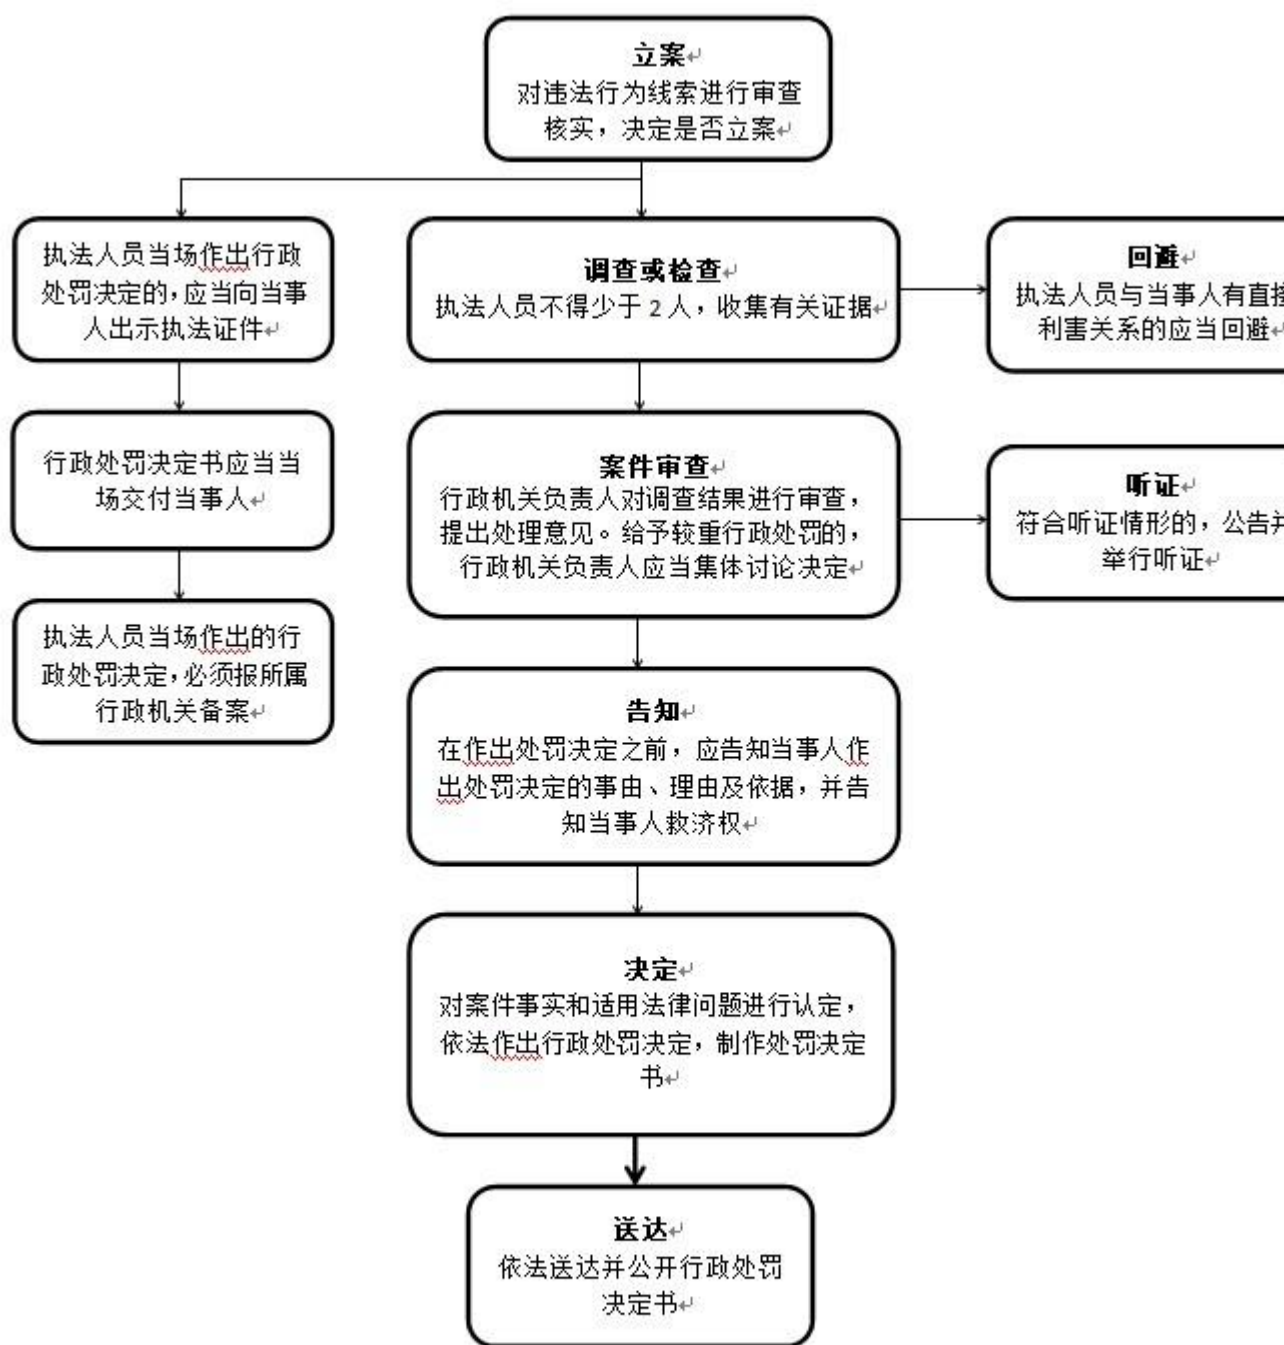 立案
对违法行为线索进行审查
核实，决定是否立案
执法人员当场作出行政
处罚决定的，应当向当事
人出示执法证件
调查或检查
执法人员不得少于 2 人，收集有关证据
回避
执法人员与当事人有直接
利害关系的应当回避
行政处罚决定书应当当
场交付当事人
案件审查
行政机关负责人对调查结果进行审查，
提出处理意见。给予较重行政处罚的，
行政机关负责人应当集体讨论决定
听证
符合听证情形的，公告并
举行听证
执法人员当场作出的行
政处罚决定，必须报所属
行政机关备案
告知
在作出处罚决定之前，应告知当事人作
出处罚决定的事由、理由及依据，并告
知当事人救济权
决定
对案件事实和适用法律问题进行认定，
依法作出行政处罚决定，制作处罚决定
书
送达
依法送达并公开行政处罚
决定书